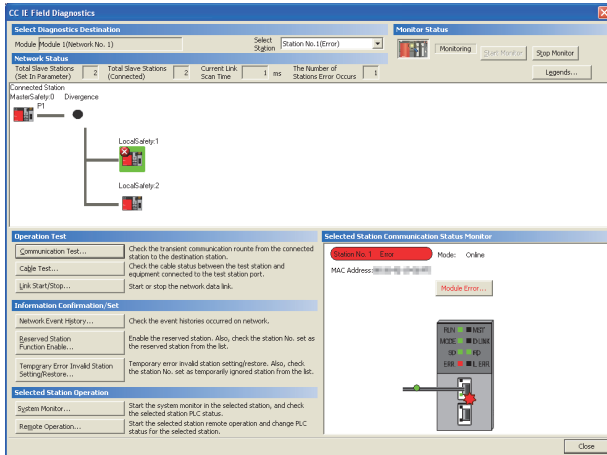 CC IE Field Diagnostics
Select Diagnostics Destination
Module Module 1(Network No. 1)
Select Station Station No.1(Error)
Monitor Status
Monitoring
Start Monitor
Stop Monitor
Legends...
Network Status
Total Slave Stations (Set In Parameter) 2
Total Slave Stations (Connected) 2
Current Link Scan Time 1 ms
The Number of Stations Error Occurs 1
Connected Station
MasterSafety:0 Divergence
P1
LocalSafety:1
LocalSafety:2
Operation Test
Communication Test...
Check the transient communication rounte from the connected
station to the destination station.
Cable Test...
Check the cable status between the test station and
equipment connected to the test station port.
Link Start/Stop...
Start or stop the network data link.
Information Confirmation/Set
Network Event History...
Check the event histories occurred on network.
Reserved Station
Function Enable...
Enable the reserved station. Also, check the station No. set as
the reserved station from the list.
Temporary Error Invalid Station
Setting/Restore...
Temporary error invalid station setting/restore. Also, check
the station No. set as temporarily ignored station from the list.
Selected Station Operation
System Monitor...
Start the system monitor in the selected station, and check
the selected station PLC status.
Remote Operation...
Start the selected station remote operation and change PLC
status for the selected station.
Selected Station Communication Status Monitor
Station No. 1 Error
Mode: Online
MAC Address:
Module Error...
RUN MST
MODE D LINK
SD RD
ERR L ERR
Close